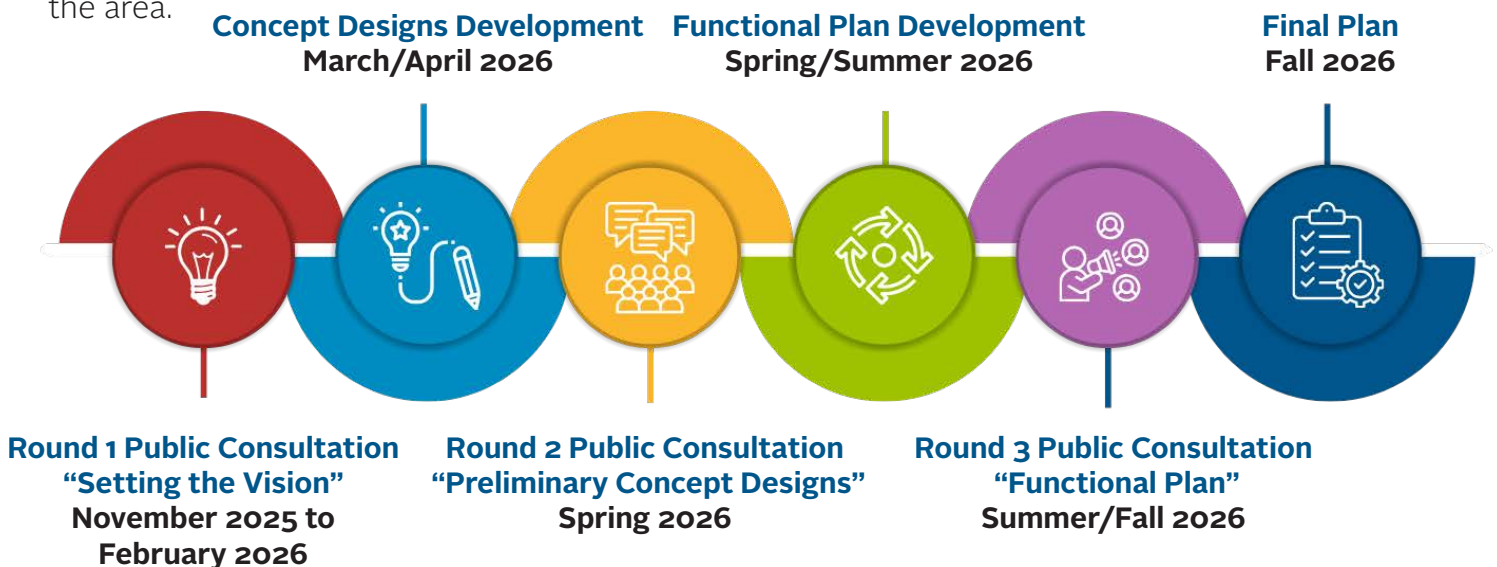 the area.
Concept Designs Development
March/April 2026
Functional Plan Development
Spring/Summer 2026
Final Plan
Fall 2026
Round 1 Public Consultation
“Setting the Vision”
November 2025 to
February 2026
Round 2 Public Consultation
“Preliminary Concept Designs”
Spring 2026
Round 3 Public Consultation
“Functional Plan”
Summer/Fall 2026